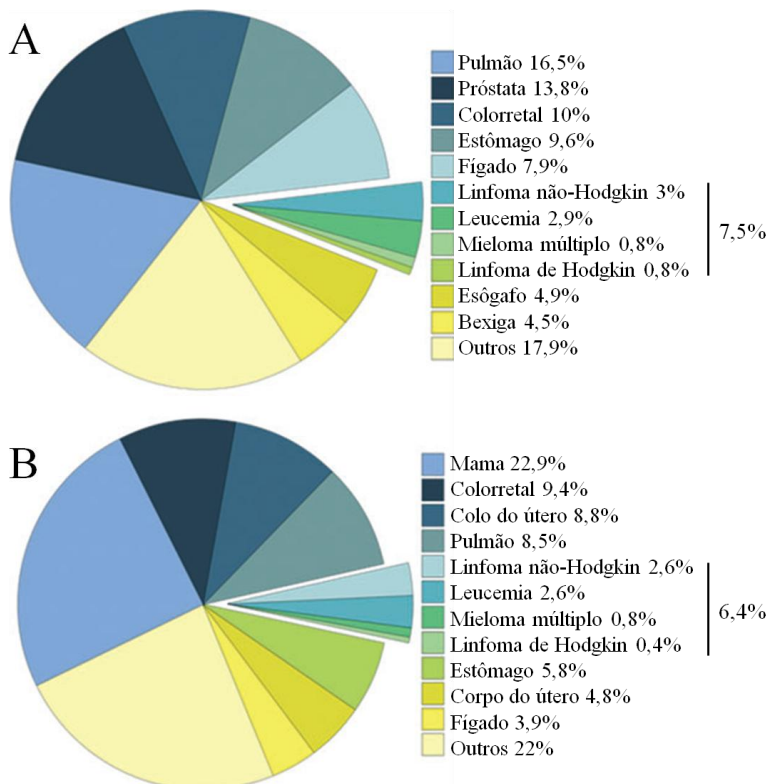 A
Pulmão 16,5%
Próstata 13,8%
Colorretal 10%
Estômago 9,6%
Fígado 7,9%
Linfoma não-Hodgkin 3%
Leucemia 2,9%
Mieloma múltiplo 0,8%
Linfoma de Hodgkin 0,8%
7,5%
Esôgafo 4,9%
Bexiga 4,5%
Outros 17,9%
B
Mama 22,9%
Colorretal 9,4%
Colo do útero 8,8%
Pulmão 8,5%
Linfoma não-Hodgkin 2,6%
Leucemia 2,6%
Mieloma múltiplo 0,8%
Linfoma de Hodgkin 0,4%
6,4%
Estômago 5,8%
Corpo do útero 4,8%
Fígado 3,9%
Outros 22%